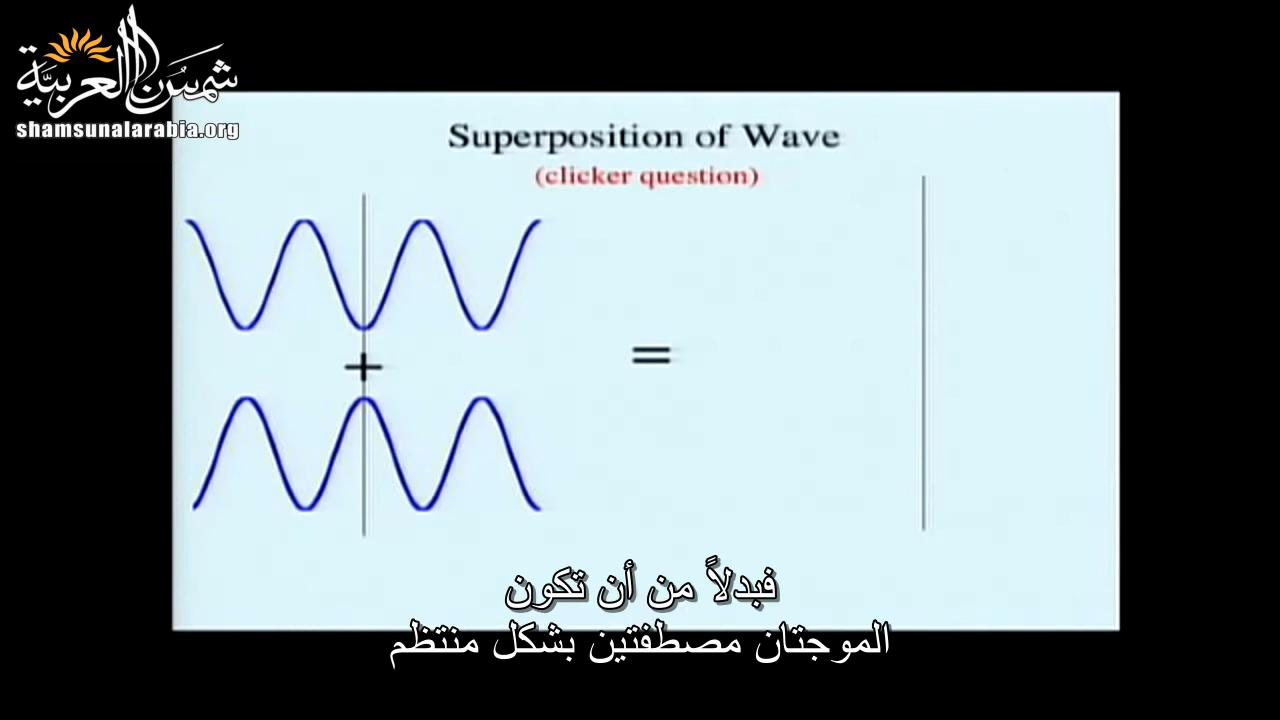 شمس العربية
shamsunalarabia.org
Superposition of Wave
(clicker question)
+
=
فبدلاً من أن تكون
الموجتان مصطفتين بشكل منتظم